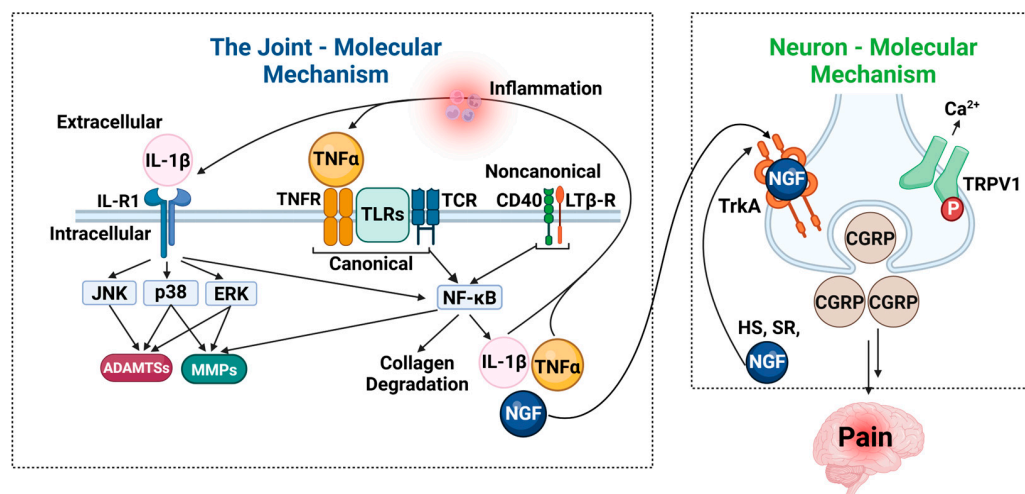 The Joint - Molecular
Mechanism
Inflammation
Extracellular
IL-1β
TNFα
Noncanonical
IL-R1
TNFR
TLRs
TCR
CD40
LTβ-R
Intracellular
Canonical
JNK
p38
ERK
NF-κB
ADAMTSs
MMPs
Collagen
Degradation
IL-1β
TNFα
NGF
Neuron - Molecular
Mechanism
Ca²⁺
NGF
TRPV1
TrkA
P
CGRP
CGRP
CGRP
HS, SR,
NGF
Pain